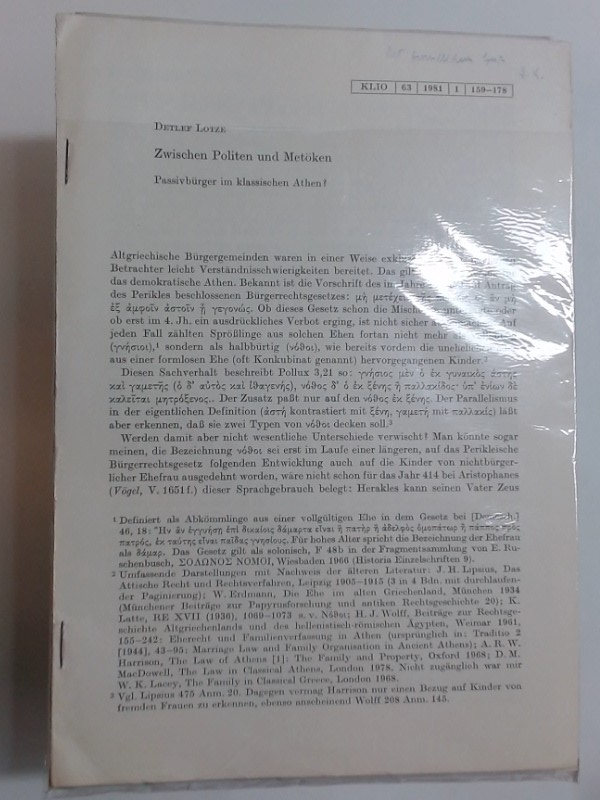 KLIO | 63 | 1981 | 1 | 159–178
DETLEF LOTZE
Zwischen Politen und Metöken
Passivbürger im klassischen Athen?
Altgriechische Bürgergemeinden waren in einer Weise
Betrachter leicht Verständnisschwierigkeiten bereitet. Das gilt
das demokratische Athen. Bekannt ist die Vorschrift des im Jahre Antrag
des Perikles beschlossenen Bürgerrechtsgesetzes: μὴ ἂν μὴ
ἐξ ἀμφοῖν ἀστοῖν ᾖ γεγονώς. Ob dieses Gesetz schon die oder
ob erst im 4. Jh. ein ausdrückliches Verbot erging, ist nicht sicher Auf
jeden Fall zählten Sprößlinge aus solchen Ehen fortan nicht mehr als
(γνήσιοι),¹ sondern als halbbürtig (νόθοι), wie bereits vordem die
aus einer formlosen Ehe (oft Konkubinat genannt) hervorgegangenen Kinder.²
Diesen Sachverhalt beschreibt Pollux 3,21 so: γνήσιος μὲν ὁ ἐκ γυναικὸς ἀστῆς
καὶ γαμετῆς (ὁ δ’ αὐτὸς καὶ ἰθαγενής), νόθος δ’ ὁ ἐκ ξένης ἢ παλλακίδος· ὑπ’ ἐνίων δὲ
καλεῖται μητρόξενος.. Der Zusatz paßt nur auf den νόθος ἐκ ξένης. Der Parallelismus
in der eigentlichen Definition (ἀστή kontrastiert mit ξένη, γαμετή mit παλλακίς) läßt
aber erkennen, daß sie zwei Typen von νόθοι decken soll.³
Werden damit aber nicht wesentliche Unterschiede verwischt? Man könnte sogar
meinen, die Bezeichnung νόθοι sei erst im Laufe einer längeren, auf das Perikleische
Bürgerrechtsgesetz folgenden Entwicklung auch auf die Kinder von nichtbürger-
licher Ehefrau ausgedehnt worden, wäre nicht schon für das Jahr 414 bei Aristophanes
(Vögel, V. 1651 f.) dieser Sprachgebrauch belegt: Herakles kann seinen Vater Zeus
¹ Definiert als Abkömmlinge aus einer vollgültigen Ehe in dem Gesetz bei
46, 18: Ἣν ἂν ἐγγυήσῃ ἐπὶ δικαίοις δάμαρτα εἶναι ἢ πατὴρ ἢ ἀδελφὸς ὁμοπάτωρ ἢ πάππος πρὸς
πατρός, ἐκ ταύτης εἶναι παῖδας γνησίους. Für hohes Alter spricht die Bezeichnung der Ehefrau
als δάμαρ. Das Gesetz gilt als solonisch, F 48b in der Fragmentsammlung von E. Ru-
schenbusch, ΣΟΛΩΝΟΣ ΝΟΜΟΙ, Wiesbaden 1966 (Historia Einzelschriften 9).
² Umfassende Darstellungen mit Nachweis der älteren Literatur: J. H. Lipsius, Das
Attische Recht und Rechtsverfahren, Leipzig 1905–1915 (3 in 4 Bdn. mit durchlaufen-
der Paginierung); W. Erdmann, Die Ehe im alten Griechenland, München 1934
(Münchener Beiträge zur Papyrusforschung und antiken Rechtsgeschichte 20); K.
Latte, RE XVII (1936), 1069–1073 s. v. Νόθοι; H. J. Wolff, Beiträge zur Rechtsge-
schichte Altgriechenlands und des hellenistisch-römischen Ägypten, Weimar 1961,
155–242: Eherecht und Familienverfassung in Athen (ursprünglich in: Traditio 2
[1944], 43–95: Marriage Law and Family Organisation in Ancient Athens); A. R. W.
Harrison, The Law of Athens [1]: The Family and Property, Oxford 1968; D. M.
MacDowell, The Law in Classical Athens, London 1978. Nicht zugänglich war mir
W. K. Lacey, The Family in Classical Greece, London 1968.
³ Vgl. Lipsius 475 Anm. 20. Dagegen vermag Harrison nur einen Bezug auf Kinder von
fremden Frauen zu erkennen, ebenso anscheinend Wolff 208 Anm. 145.